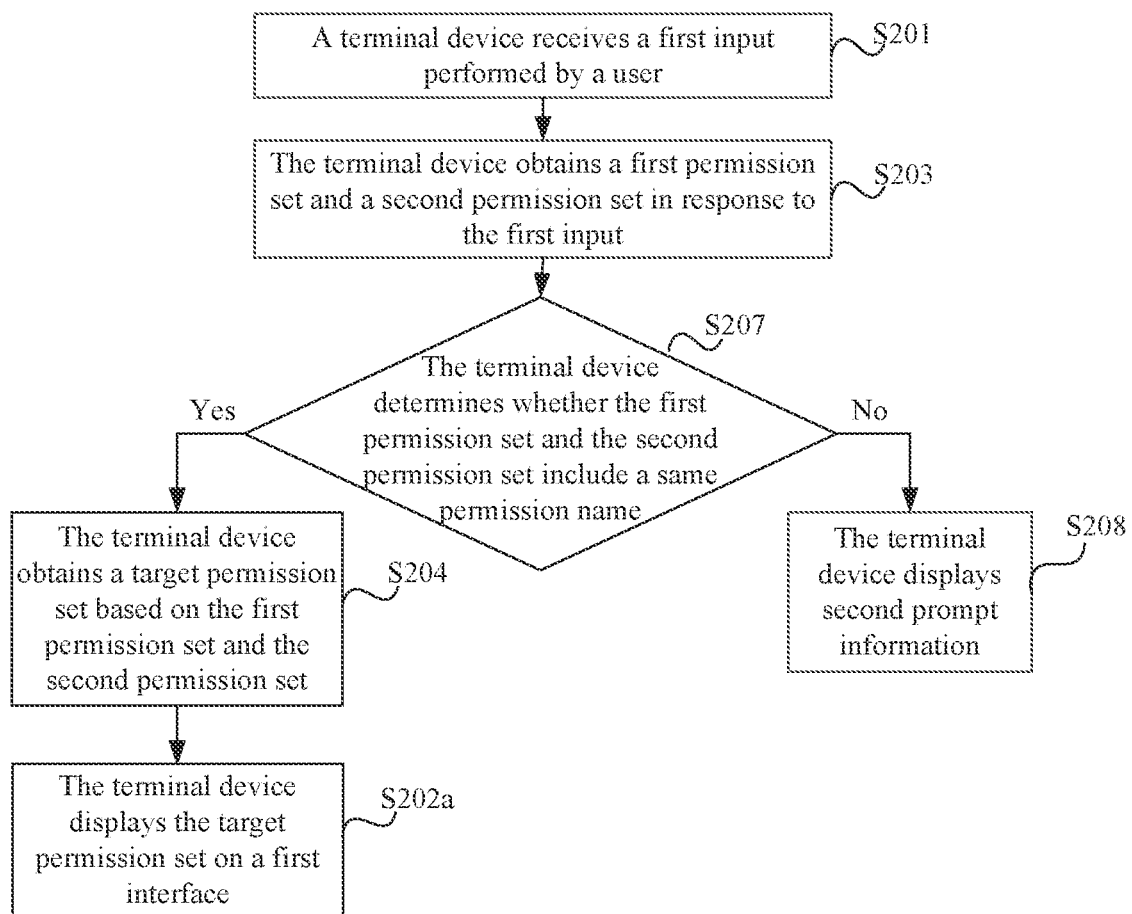 A terminal device receives a first input
performed by a user
S201
The terminal device obtains a first permission
set and a second permission set in response to
the first input
S203
S207
The terminal device
determines whether the first
permission set and the second
permission set include a same
permission name
Yes
No
The terminal device
obtains a target permission
set based on the first
permission set and the
second permission set
S204
The terminal
device displays
second prompt
information
S208
The terminal device
displays the target
permission set on a first
interface
S202a